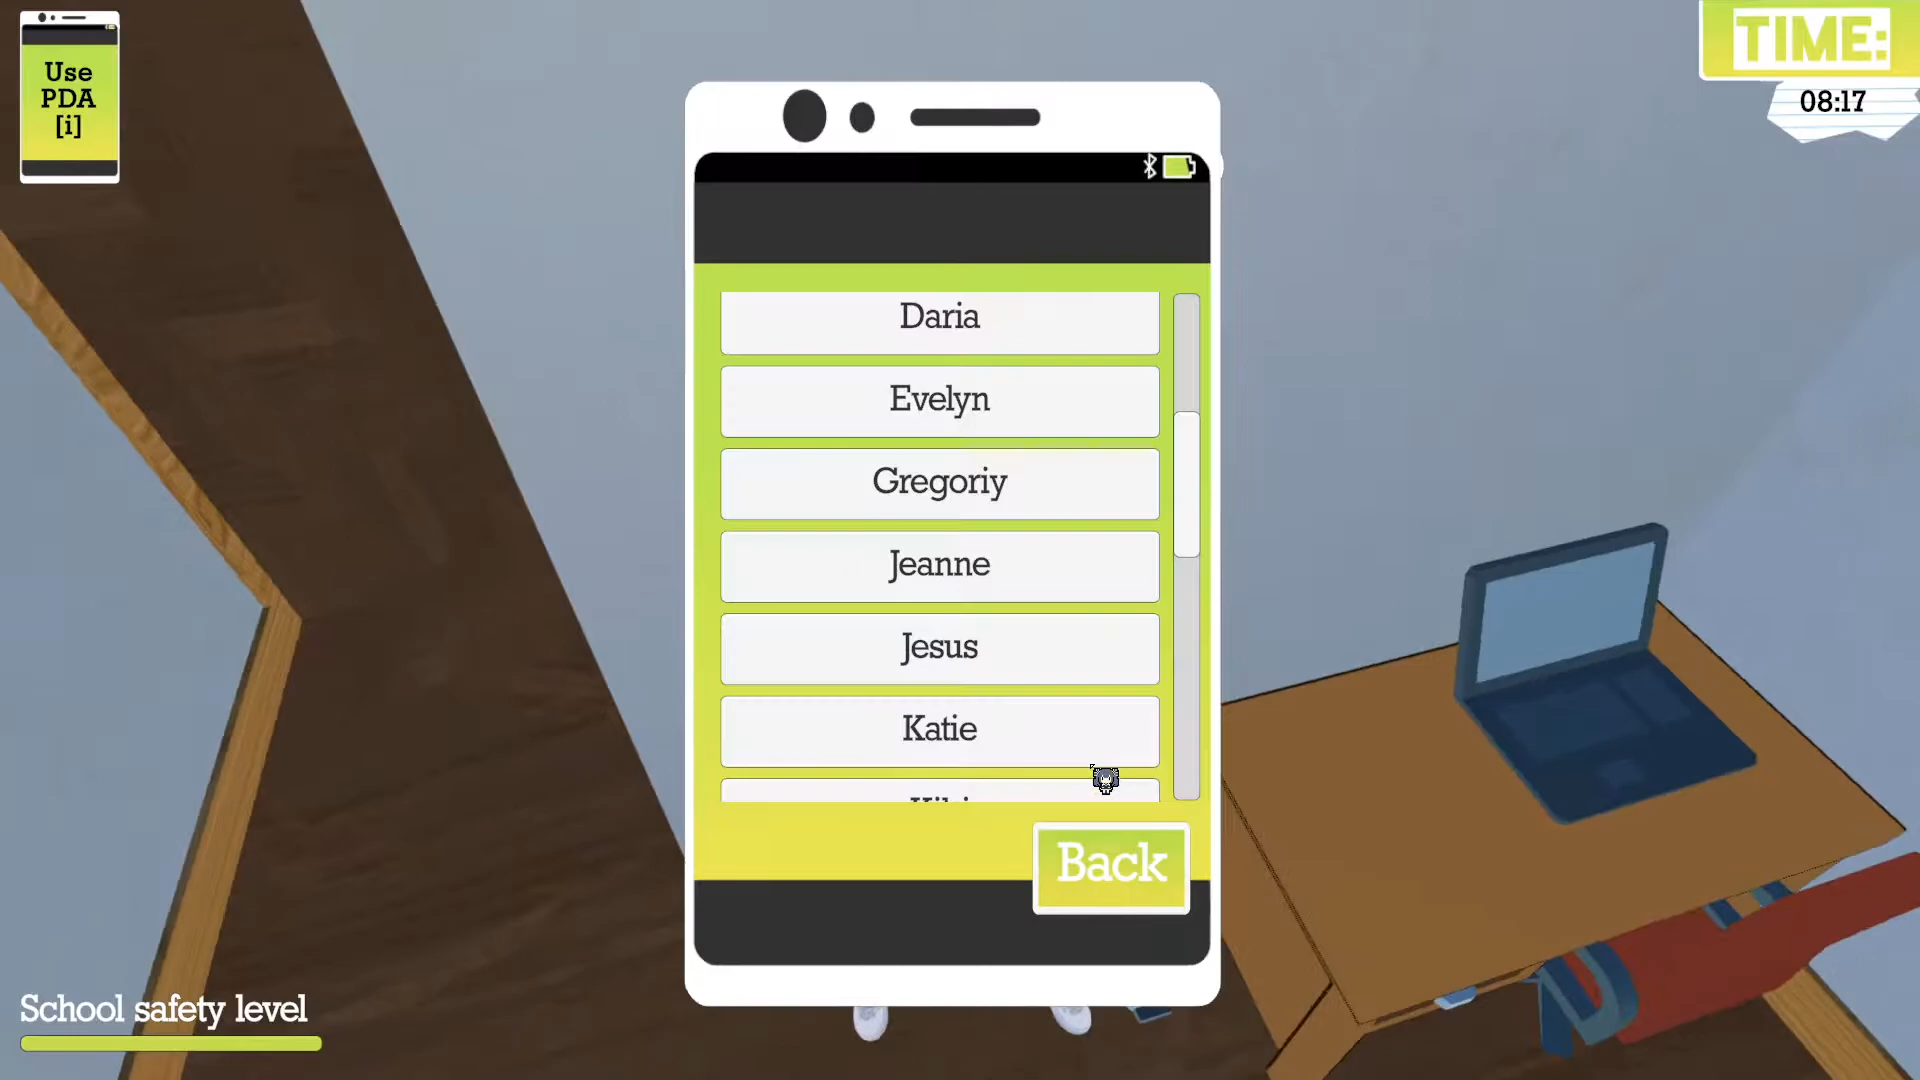 Use
PDA
[i]
TIME:
08:17
Daria
Evelyn
Gregoriy
Jeanne
Jesus
Katie
Back
School safety level